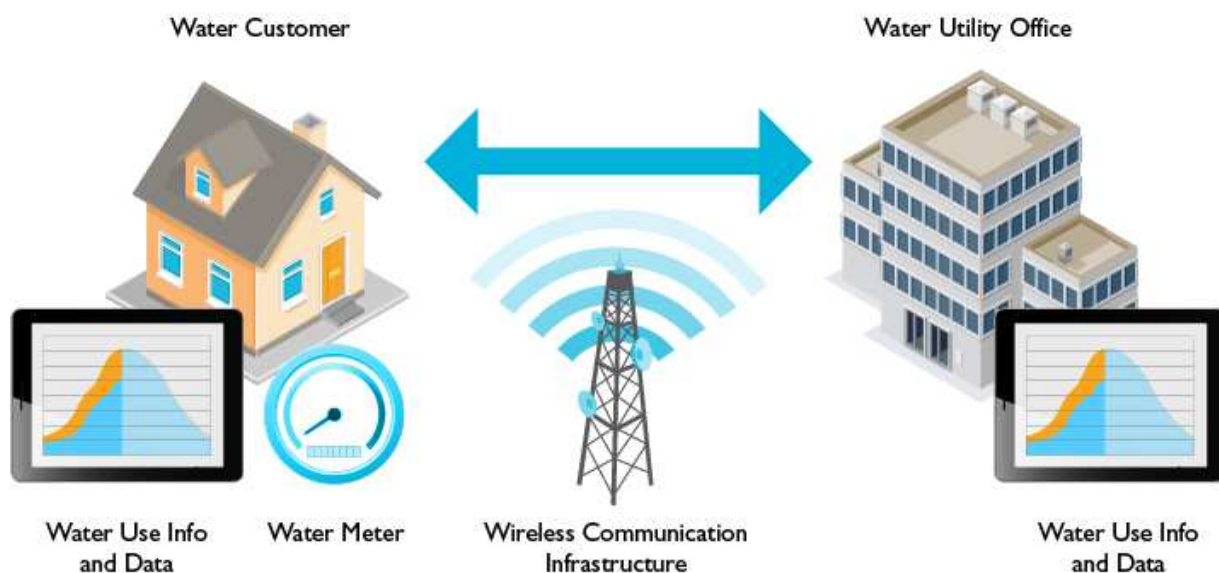 Water Customer
Water Utility Office
Water Use Info
and Data
Water Meter
Wireless Communication
Infrastructure
Water Use Info
and Data